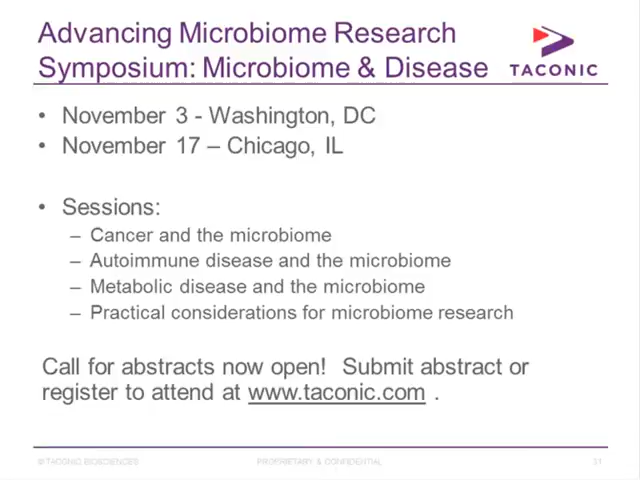 Advancing Microbiome Research
Symposium: Microbiome & Disease
TACONIC
• November 3 - Washington, DC
• November 17 – Chicago, IL
• Sessions:
– Cancer and the microbiome
– Autoimmune disease and the microbiome
– Metabolic disease and the microbiome
– Practical considerations for microbiome research
Call for abstracts now open! Submit abstract or
register to attend at www.taconic.com .
© TACONIC BIOSCIENCES PROPRIETARY & CONFIDENTIAL 31